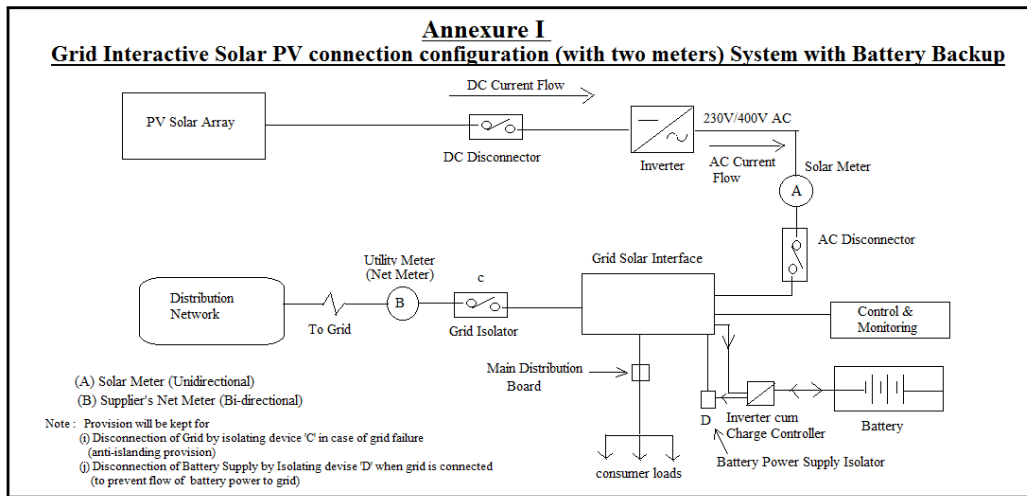 Annexure I
Grid Interactive Solar PV connection configuration (with two meters) System with Battery Backup
DC Current Flow
PV Solar Array
DC Disconnector
Inverter
230V/400V AC
AC Current
Flow
Solar Meter
A
AC Disconnector
Utility Meter
(Net Meter)
c
Grid Solar Interface
Distribution
Network
To Grid
B
Grid Isolator
Control &
Monitoring
Main Distribution
Board
(A) Solar Meter (Unidirectional)
(B) Supplier's Net Meter (Bi-directional)
D
Inverter cum
Charge Controller
Battery
Battery Power Supply Isolator
consumer loads
Note : Provision will be kept for
(i) Disconnection of Grid by isolating device 'C' in case of grid failure
(anti-islanding provision)
(j) Disconnection of Battery Supply by Isolating devise 'D' when grid is connected
(to prevent flow of battery power to grid)